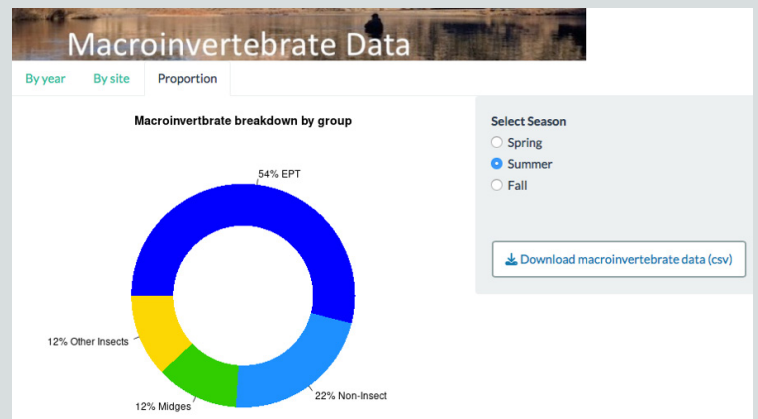 Macroinvertebrate Data
By year By site Proportion
Macroinvertbrate breakdown by group
54% EPT
12% Other Insects
12% Midges
22% Non-Insect
Select Season
Spring
Summer
Fall
Download macroinvertebrate data (csv)